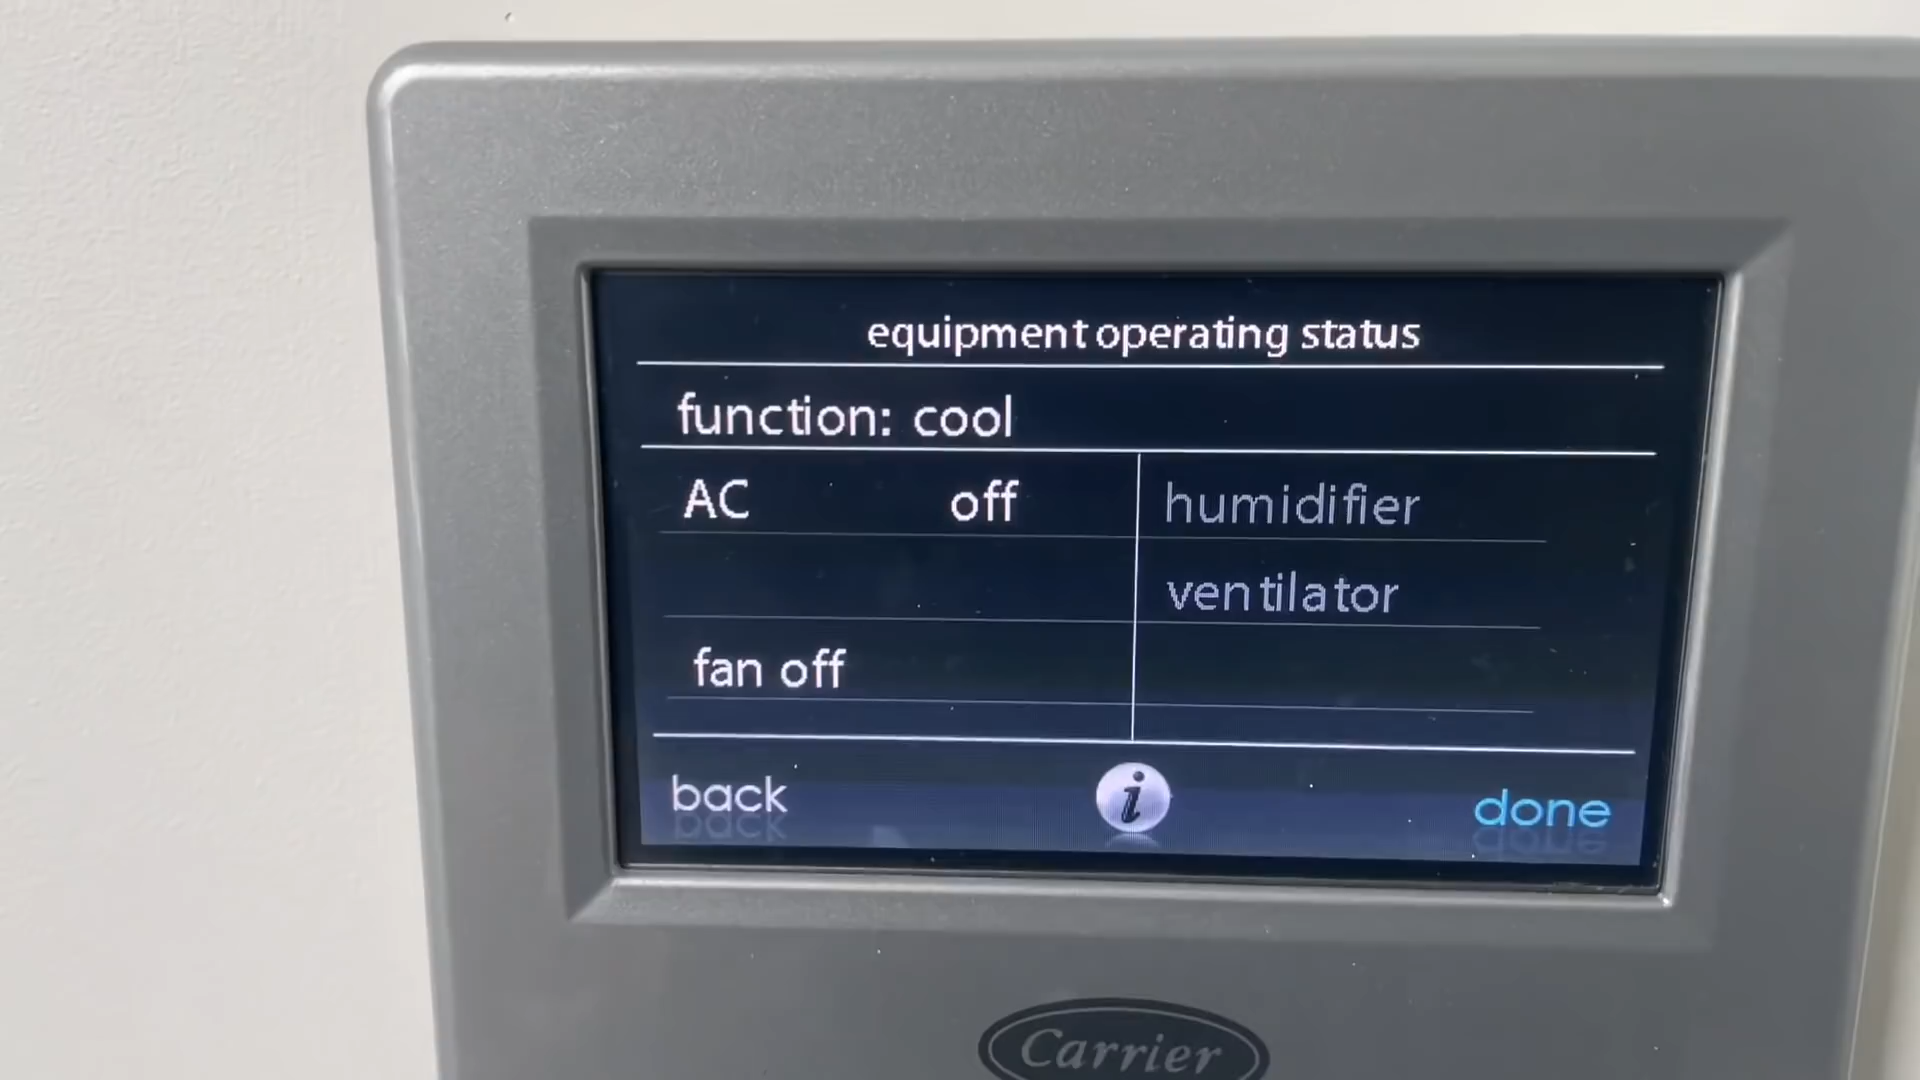 equipment operating status
function: cool
AC off
humidifier
ventilator
fan off
back
i
done
Carrier